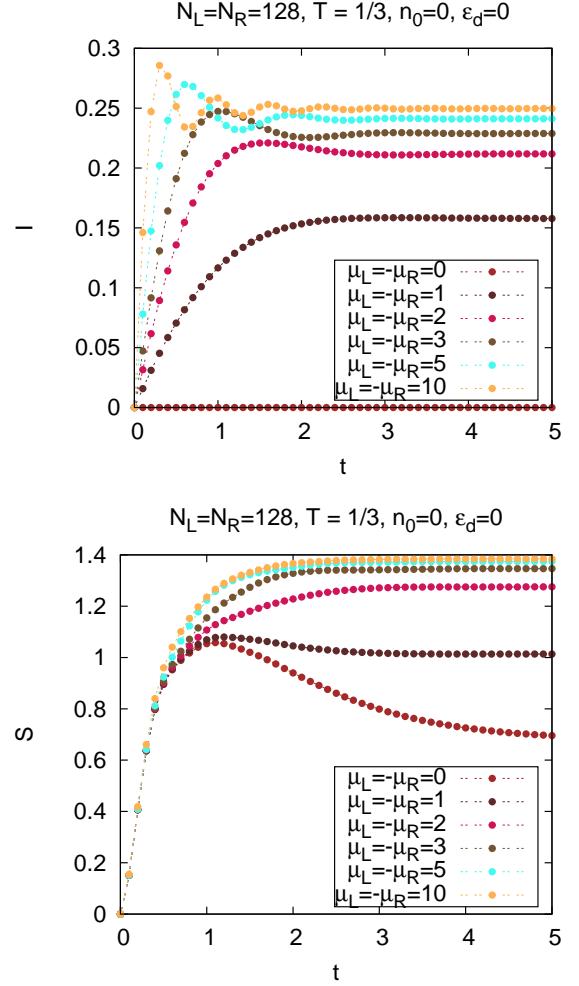 N_L=N_R=128, T = 1/3, n_0=0, ε_d=0
0.3
0.25
0.2
0.15
0.1
0.05
0
I
μ_L=-μ_R=0
μ_L=-μ_R=1
μ_L=-μ_R=2
μ_L=-μ_R=3
μ_L=-μ_R=5
μ_L=-μ_R=10
0 1 2 3 4 5
t
N_L=N_R=128, T = 1/3, n_0=0, ε_d=0
1.4
1.2
1
0.8
0.6
0.4
0.2
0
S
μ_L=-μ_R=0
μ_L=-μ_R=1
μ_L=-μ_R=2
μ_L=-μ_R=3
μ_L=-μ_R=5
μ_L=-μ_R=10
0 1 2 3 4 5
t